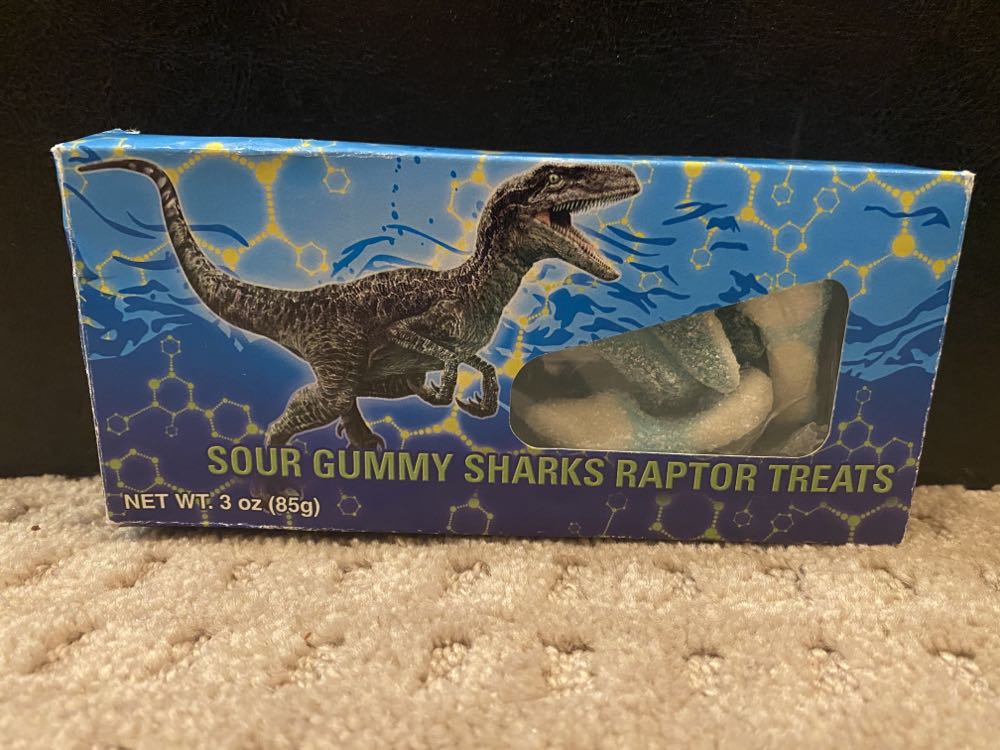 SOUR GUMMY SHARKS RAPTOR TREATS
NET WT. 3 oz (85g)